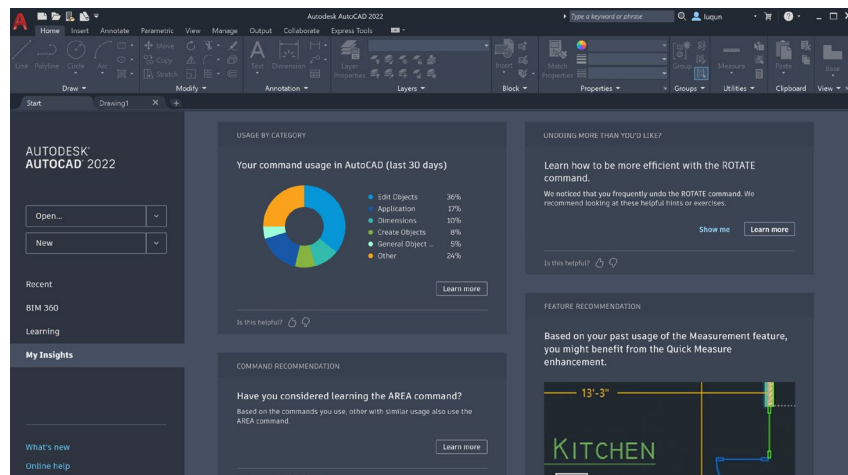 Autodesk AutoCAD 2022
Type a keyword or phrase
luqun
Home Insert Annotate Parametric View Manage Output Collaborate Express Tools
Line Polyline Circle Arc
Move
Copy
Stretch
Text Dimension
Layer
Properties
Insert
Match
Properties
Group
Measure
Paste
Base
Draw Modify Annotation Layers Block Properties Groups Utilities Clipboard View
Start Drawing1
AUTODESK
AUTOCAD 2022
Open...
New
Recent
BIM 360
Learning
My Insights
What's new
Online help
USAGE BY CATEGORY
Your command usage in AutoCAD (last 30 days)
Edit Objects 36%
Application 17%
Dimensions 10%
Create Objects 8%
General Object ... 5%
Other 24%
Learn more
Is this helpful?
COMMAND RECOMMENDATION
Have you considered learning the AREA command?
Based on the commands you use, other with similar usage also use the
AREA command.
Learn more
UNDOING MORE THAN YOU'D LIKE?
Learn how to be more efficient with the ROTATE
command.
We noticed that you frequently undo the ROTATE command. We
recommend looking at these helpful hints or exercises.
Show me Learn more
Is this helpful?
FEATURE RECOMMENDATION
Based on your past usage of the Measurement feature,
you might benefit from the Quick Measure
enhancement.
13'-3"
KITCHEN